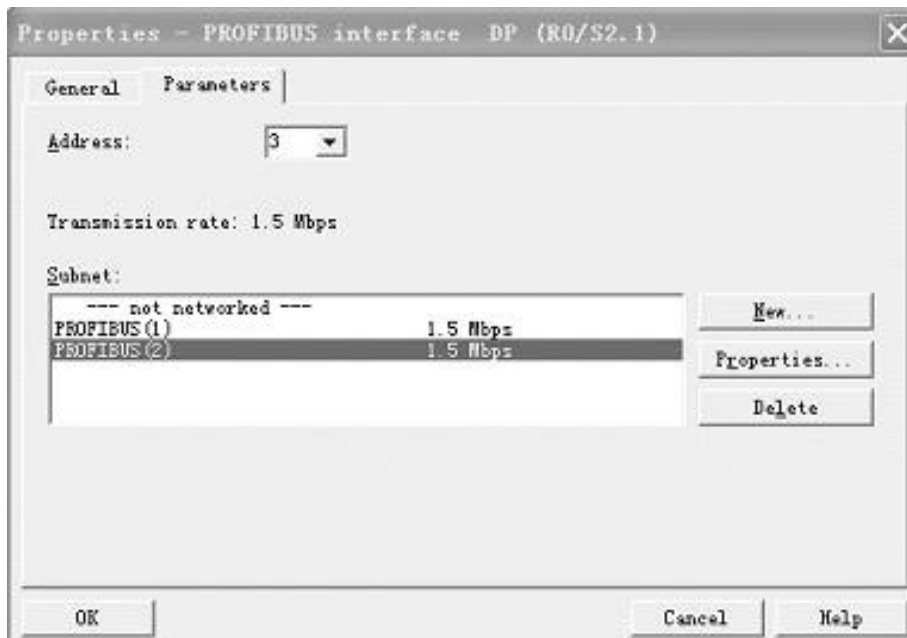 Properties - PROFIBUS interface DP (R0/S2.1)
General Parameters
Address: 3
Transmission rate: 1.5 Mbps
Subnet:
--- not networked ---
PROFIBUS(1) 1.5 Mbps
PROFIBUS(2) 1.5 Mbps
New...
Properties...
Delete
OK Cancel Help